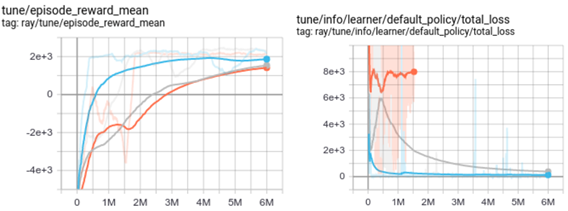 tune/episode_reward_mean
tag: ray/tune/episode_reward_mean
2e+3
0
-2e+3
-4e+3
0 1M 2M 3M 4M 5M 6M
tune/info/learner/default_policy/total_loss
tag: ray/tune/info/learner/default_policy/total_loss
8e+3
6e+3
4e+3
2e+3
0
0 1M 2M 3M 4M 5M 6M